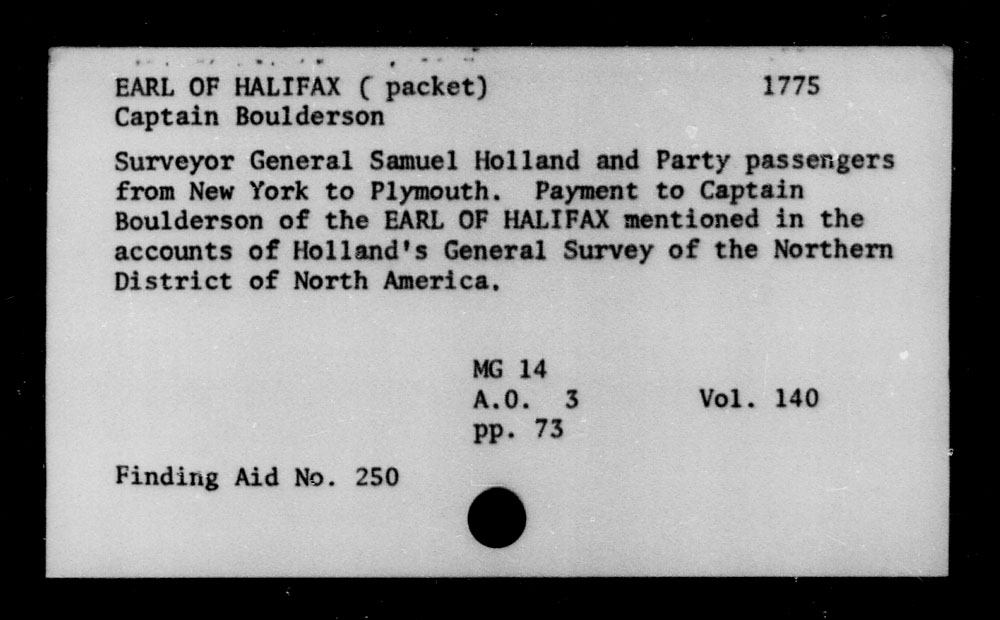 EARL OF HALIFAX ( packet) 1775
Captain Boulderson
Surveyor General Samuel Holland and Party passengers
from New York to Plymouth. Payment to Captain
Boulderson of the EARL OF HALIFAX mentioned in the
accounts of Holland's General Survey of the Northern
District of North America.
MG 14
A.O. 3 Vol. 140
pp. 73
Finding Aid No. 250